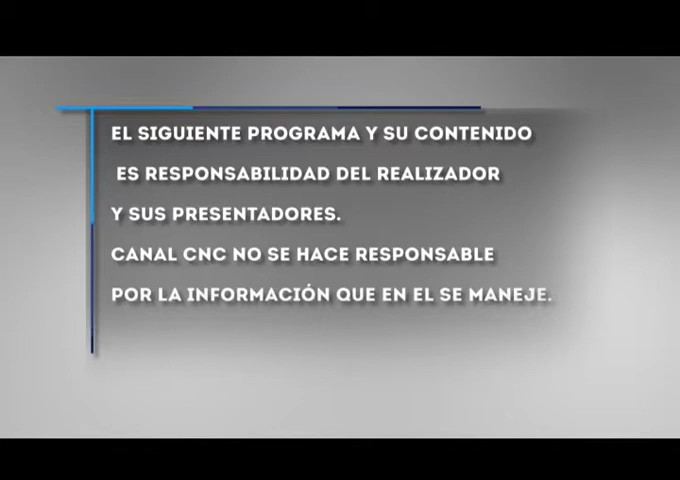 EL SIGUIENTE PROGRAMA Y SU CONTENIDO
ES RESPONSABILIDAD DEL REALIZADOR
Y SUS PRESENTADORES.
CANAL CNC NO SE HACE RESPONSABLE
POR LA INFORMACIÓN QUE EN EL SE MANEJE.